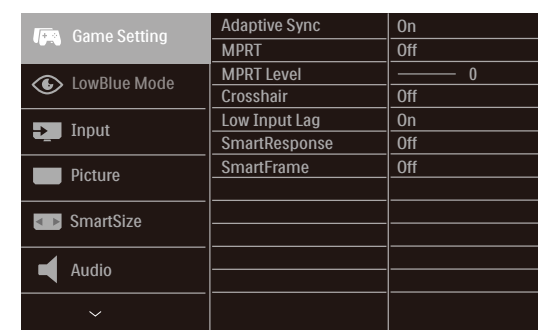 Game Setting
LowBlue Mode
Input
Picture
SmartSize
Audio
Adaptive Sync On
MPRT Off
MPRT Level 0
Crosshair Off
Low Input Lag On
SmartResponse Off
SmartFrame Off